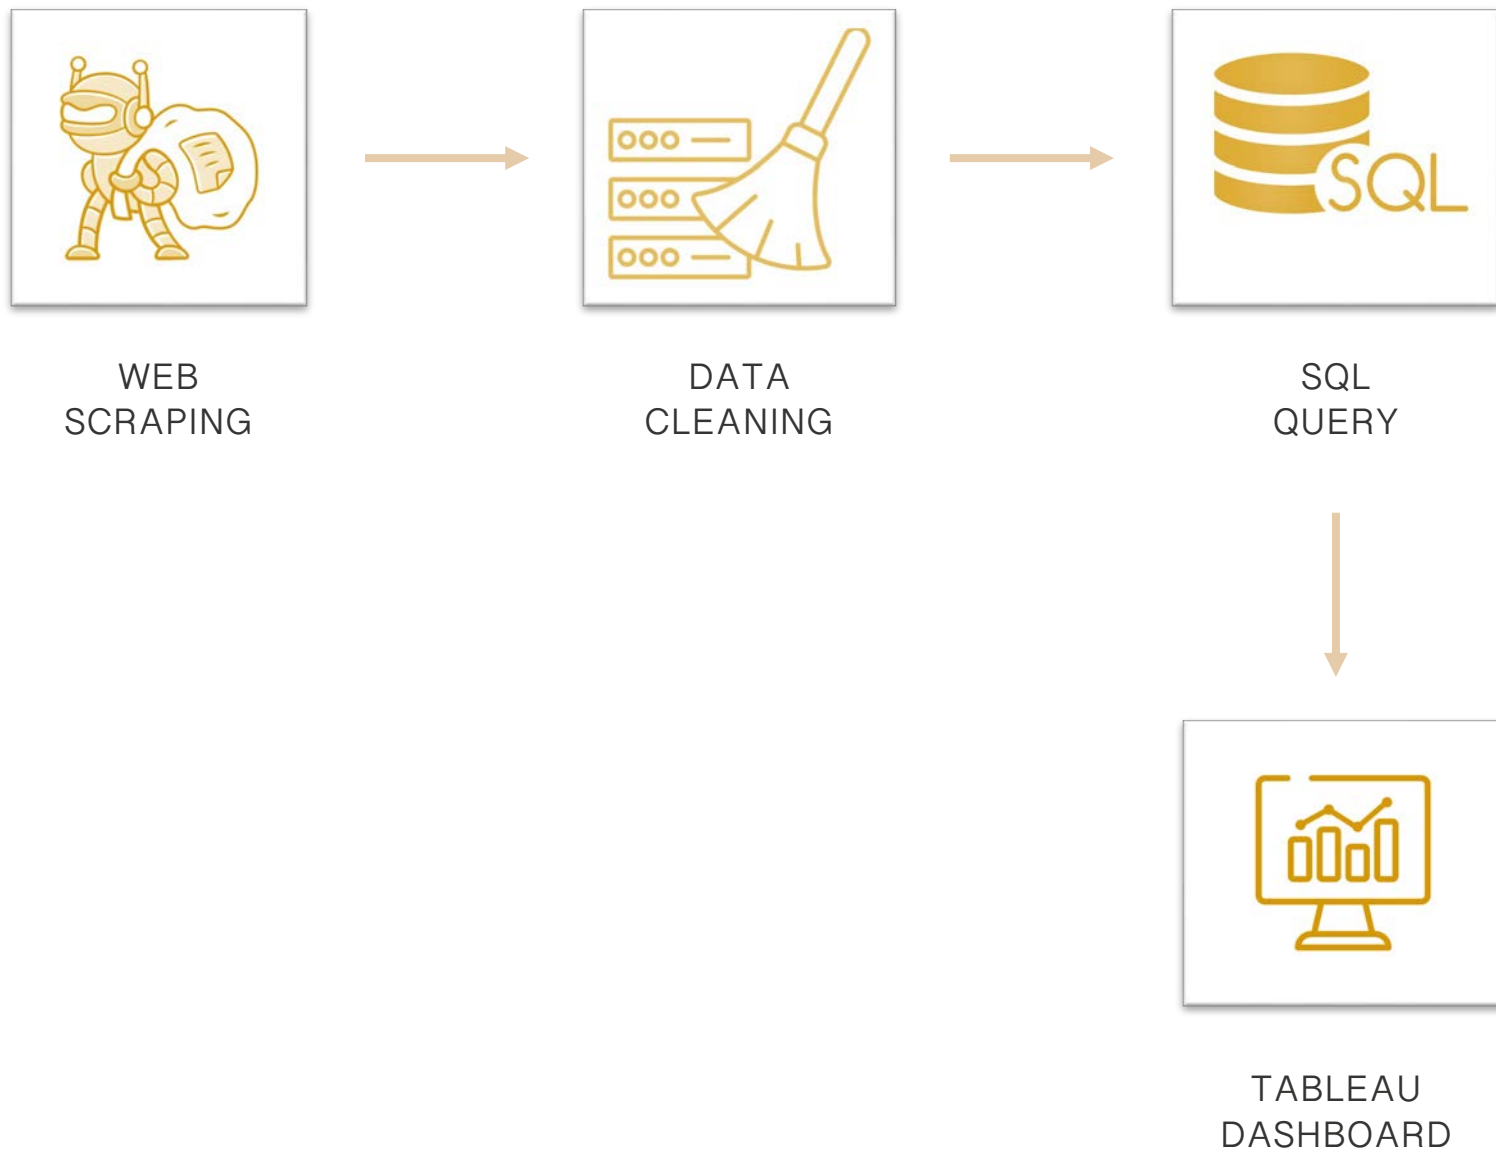 SQL
WEB
SCRAPING
DATA
CLEANING
SQL
QUERY
TABLEAU
DASHBOARD